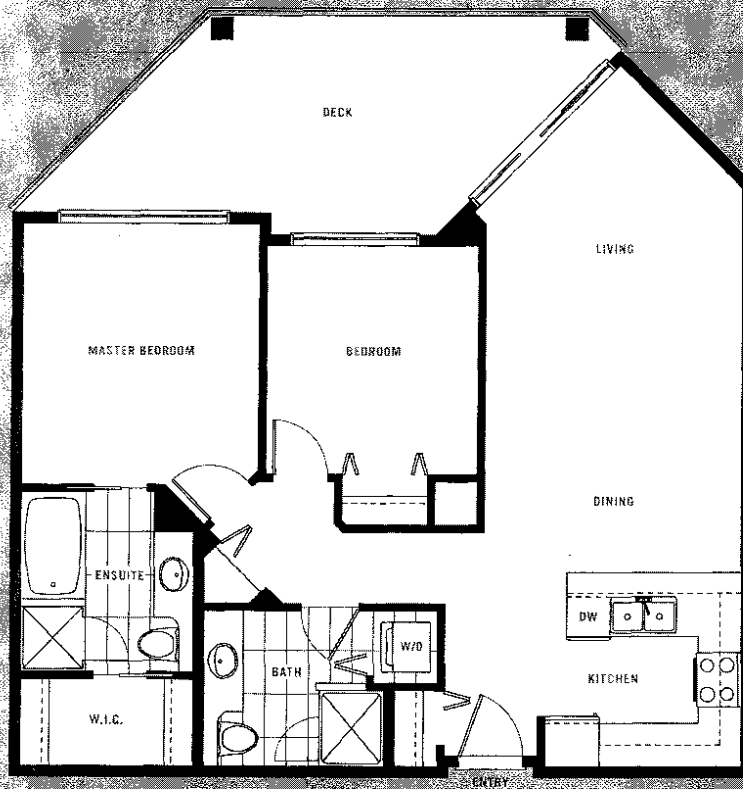 DECK
LIVING
MASTER BEDROOM
BEDROOM
DINING
ENSUITE
DW
W/D
BATH
KITCHEN
W.I.C.
ENTRY